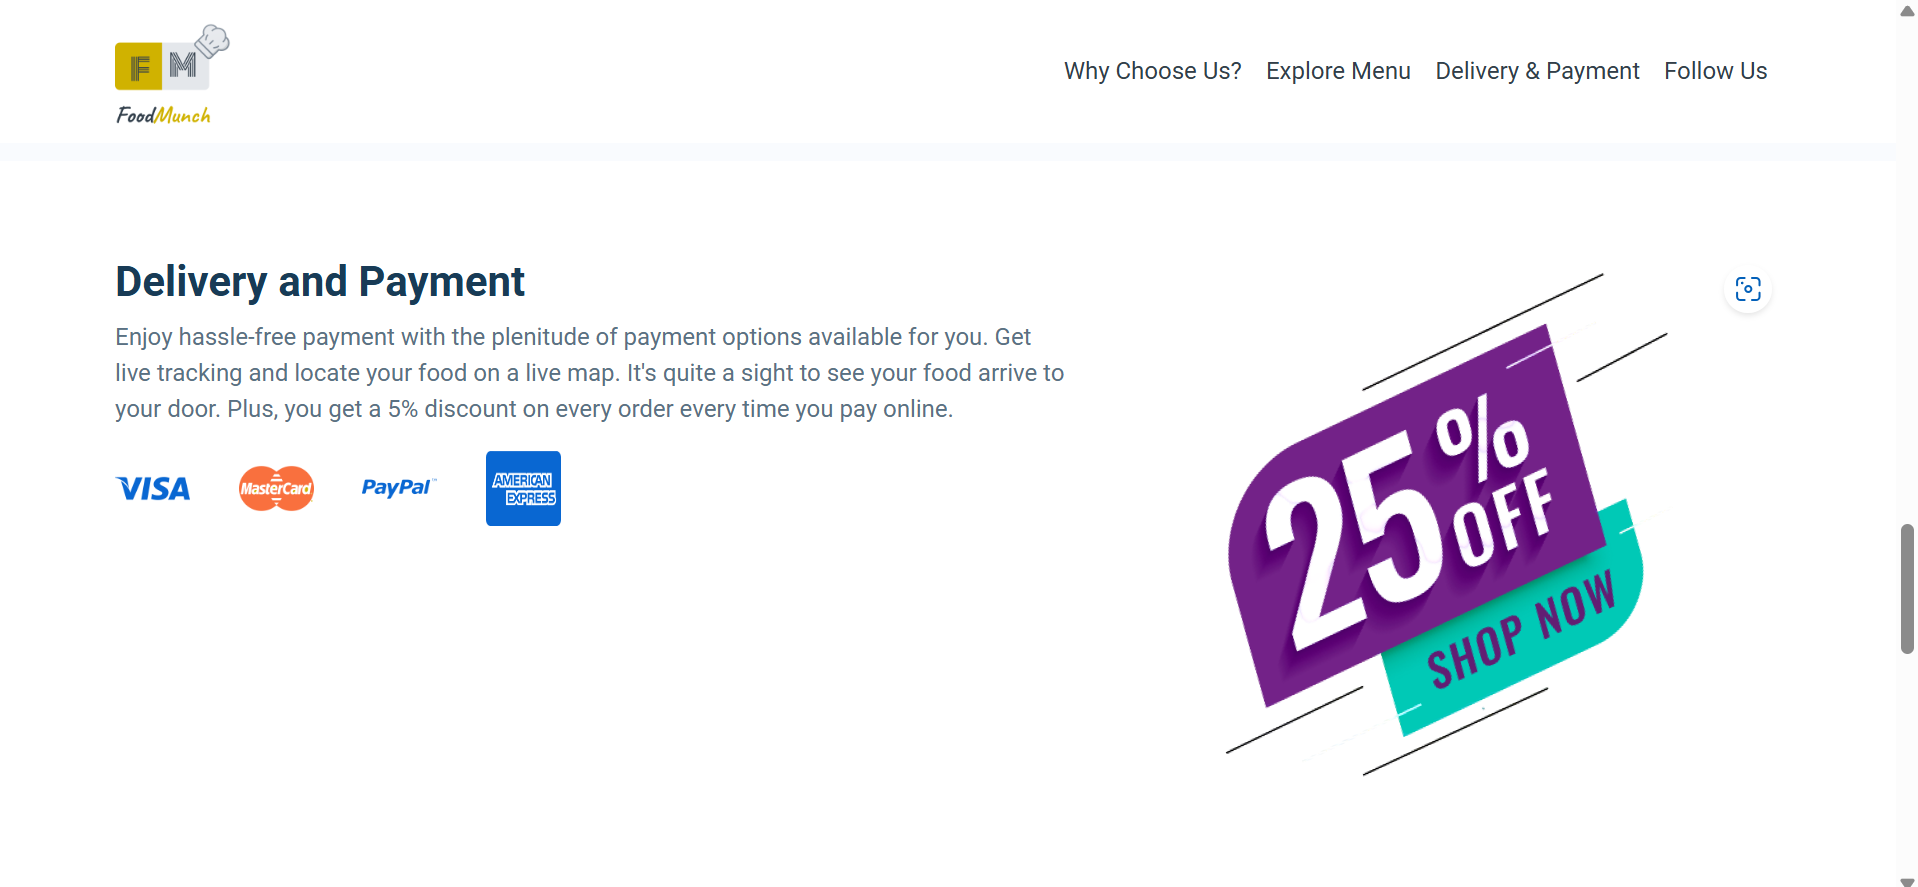 FM
FoodMunch
Why Choose Us? Explore Menu Delivery & Payment Follow Us
Delivery and Payment
Enjoy hassle-free payment with the plenitude of payment options available for you. Get
live tracking and locate your food on a live map. It's quite a sight to see your food arrive to
your door. Plus, you get a 5% discount on every order every time you pay online.
VISA MasterCard PayPal™ AMERICAN
EXPRESS
25%
OFF
SHOP NOW